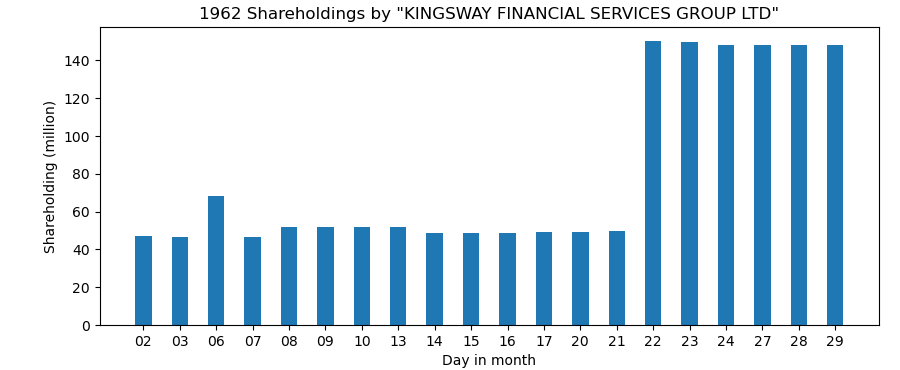 1962 Shareholdings by "KINGSWAY FINANCIAL SERVICES GROUP LTD"
Shareholding (million)
140
120
100
80
60
40
20
0
02 03 06 07 08 09 10 13 14 15 16 17 20 21 22 23 24 27 28 29
Day in month